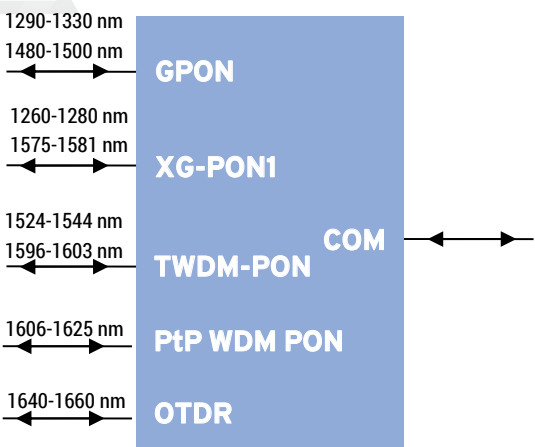 1290-1330 nm
1480-1500 nm
GPON
1260-1280 nm
1575-1581 nm
XG-PON1
1524-1544 nm
1596-1603 nm
TWDM-PON
COM
1606-1625 nm
PtP WDM PON
1640-1660 nm
OTDR